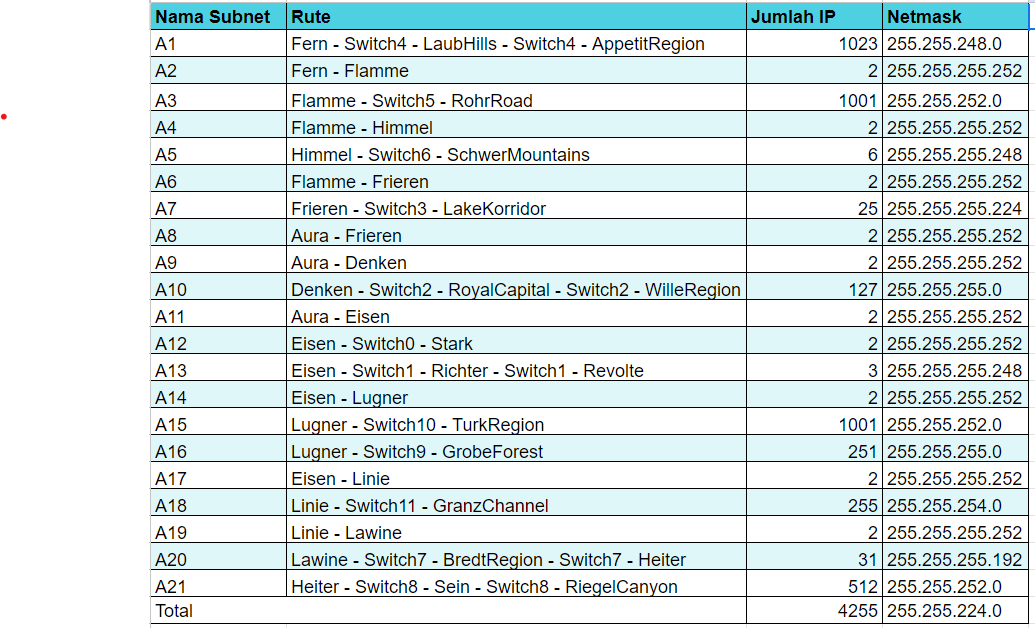 Nama Subnet Rute Jumlah IP Netmask
A1 Fern - Switch4 - LaubHills - Switch4 - AppetitRegion 1023 255.255.248.0
A2 Fern - Flamme 2 255.255.255.252
A3 Flamme - Switch5 - RohrRoad 1001 255.255.252.0
A4 Flamme - Himmel 2 255.255.255.252
A5 Himmel - Switch6 - SchwerMountains 6 255.255.255.248
A6 Flamme - Frieren 2 255.255.255.252
A7 Frieren - Switch3 - LakeKorridor 25 255.255.255.224
A8 Aura - Frieren 2 255.255.255.252
A9 Aura - Denken 2 255.255.255.252
A10 Denken - Switch2 - RoyalCapital - Switch2 - WilleRegion 127 255.255.255.0
A11 Aura - Eisen 2 255.255.255.252
A12 Eisen - Switch0 - Stark 2 255.255.255.252
A13 Eisen - Switch1 - Richter - Switch1 - Revolte 3 255.255.255.248
A14 Eisen - Lugner 2 255.255.255.252
A15 Lugner - Switch10 - TurkRegion 1001 255.255.252.0
A16 Lugner - Switch9 - GrobeForest 251 255.255.255.0
A17 Eisen - Linie 2 255.255.255.252
A18 Linie - Switch11 - GranzChannel 255 255.255.254.0
A19 Linie - Lawine 2 255.255.255.252
A20 Lawine - Switch7 - BredtRegion - Switch7 - Heiter 31 255.255.255.192
A21 Heiter - Switch8 - Sein - Switch8 - RiegelCanyon 512 255.255.252.0
Total 4255 255.255.224.0